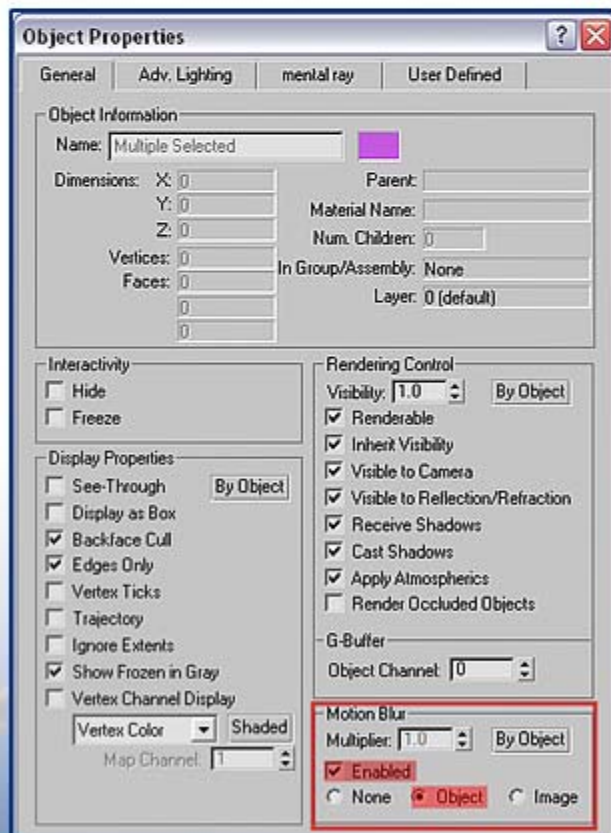 Object Properties
General Adv. Lighting mental ray User Defined
Object Information
Name: Multiple Selected
Dimensions: X: 0
Y: 0
Z: 0
Vertices: 0
Faces: 0
0
0
Parent:
Material Name:
Num. Children: 0
In Group/Assembly: None
Layer: 0 (default)
Interactivity
Hide
Freeze
Display Properties
See-Through By Object
Display as Box
Backface Cull
Edges Only
Vertex Ticks
Trajectory
Ignore Extents
Show Frozen in Gray
Vertex Channel Display
Vertex Color Shaded
Map Channel: 1
Rendering Control
Visibility: 1.0 By Object
Renderable
Inherit Visibility
Visible to Camera
Visible to Reflection/Refraction
Receive Shadows
Cast Shadows
Apply Atmospherics
Render Occluded Objects
G-Buffer
Object Channel: 0
Motion Blur
Multiplier: 1.0 By Object
Enabled
None Object Image